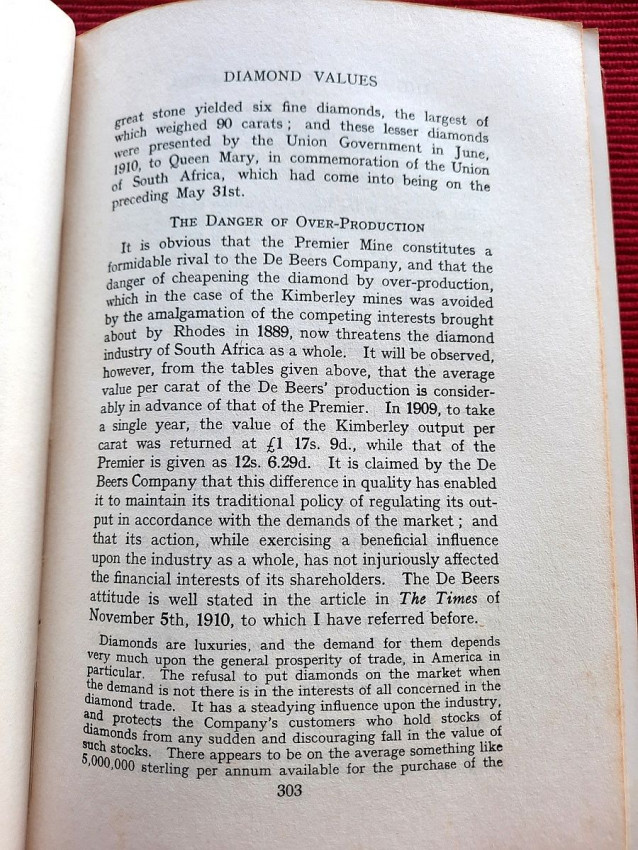 DIAMOND VALUES
great stone yielded six fine diamonds, the largest of
which weighed 90 carats; and these lesser diamonds
were presented by the Union Government in June,
1910, to Queen Mary, in commemoration of the Union
of South Africa, which had come into being on the
preceding May 31st.
THE DANGER OF OVER-PRODUCTION
It is obvious that the Premier Mine constitutes a
formidable rival to the De Beers Company, and that the
danger of cheapening the diamond by over-production,
which in the case of the Kimberley mines was avoided
by the amalgamation of the competing interests brought
about by Rhodes in 1889, now threatens the diamond
industry of South Africa as a whole. It will be observed,
however, from the tables given above, that the average
value per carat of the De Beers' production is consider-
ably in advance of that of the Premier. In 1909, to take
a single year, the value of the Kimberley output per
carat was returned at £1 17s. 9d., while that of the
Premier is given as 12s. 6.29d. It is claimed by the De
Beers Company that this difference in quality has enabled
it to maintain its traditional policy of regulating its out-
put in accordance with the demands of the market; and
that its action, while exercising a beneficial influence
upon the industry as a whole, has not injuriously affected
the financial interests of its shareholders. The De Beers
attitude is well stated in the article in The Times of
November 5th, 1910, to which I have referred before.
Diamonds are luxuries, and the demand for them depends
very much upon the general prosperity of trade, in America in
particular. The refusal to put diamonds on the market when
the demand is not there is in the interests of all concerned in the
diamond trade. It has a steadying influence upon the industry,
and protects the Company's customers who hold stocks of
diamonds from any sudden and discouraging fall in the value of
such stocks. There appears to be on the average something like
5,000,000 sterling per annum available for the purchase of the
303